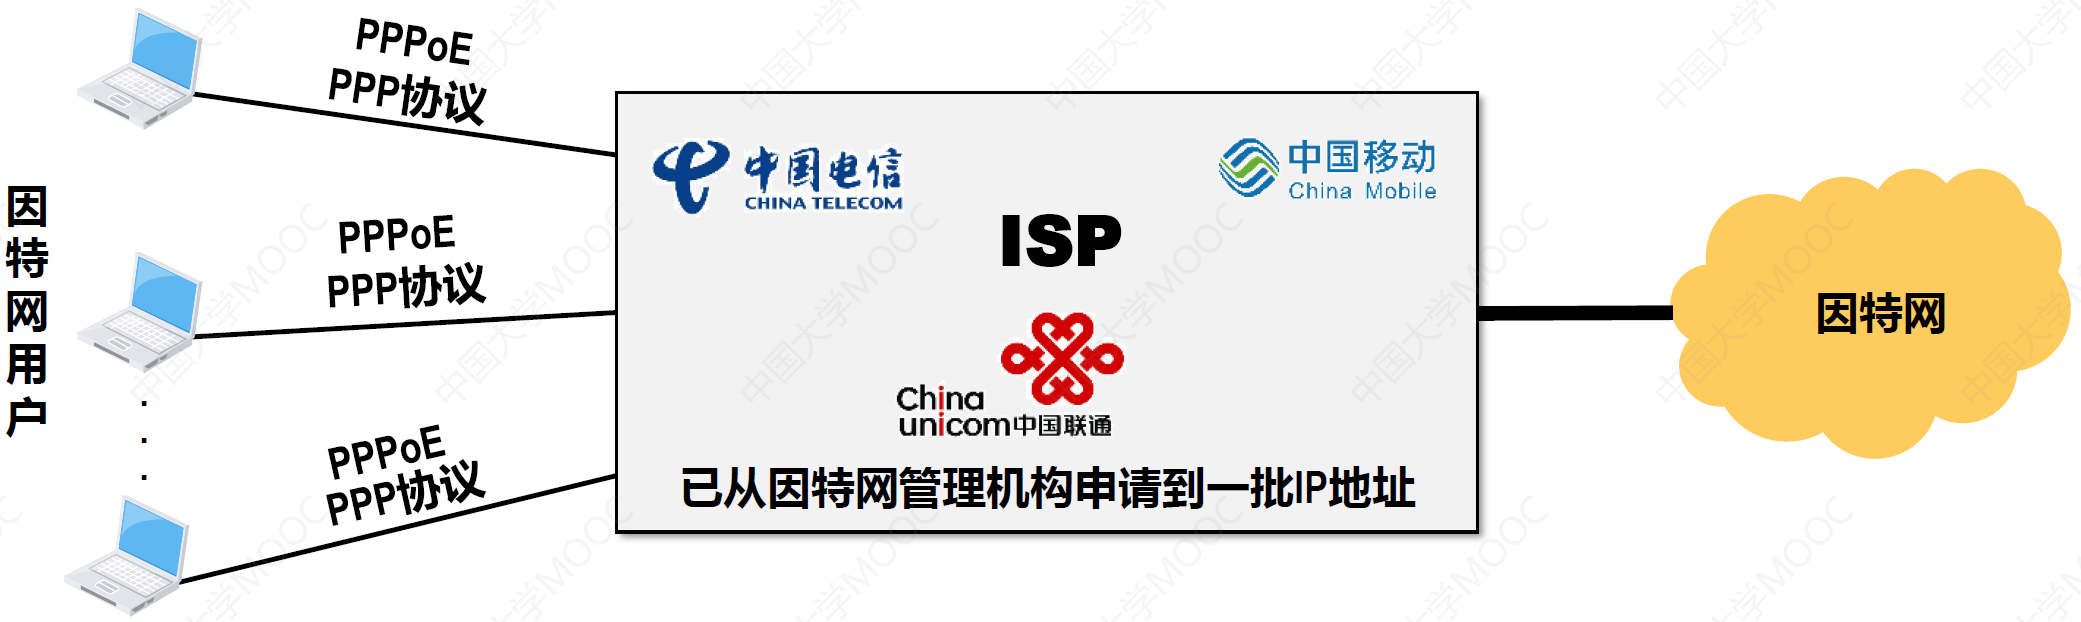 因特网用户
PPPoE
PPP协议
PPPoE
PPP协议
PPPoE
PPP协议
中国电信
CHINA TELECOM
中国移动
China Mobile
ISP
China
unicom中国联通
已从因特网管理机构申请到一批IP地址
因特网
中国大学MOOC